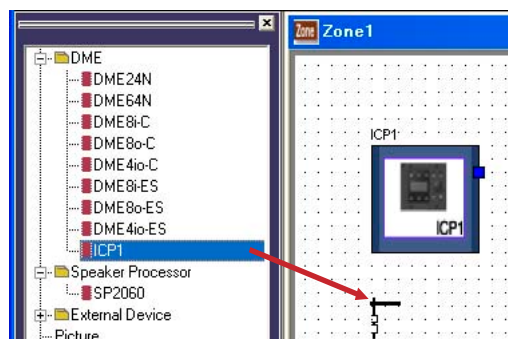 DME
DME24N
DME64N
DME8i-C
DME8o-C
DME4io-C
DME8i-ES
DME8o-ES
DME4io-ES
ICP1
Speaker Processor
SP2060
External Device
Picture
Zone Zone1
ICP1
ICP1